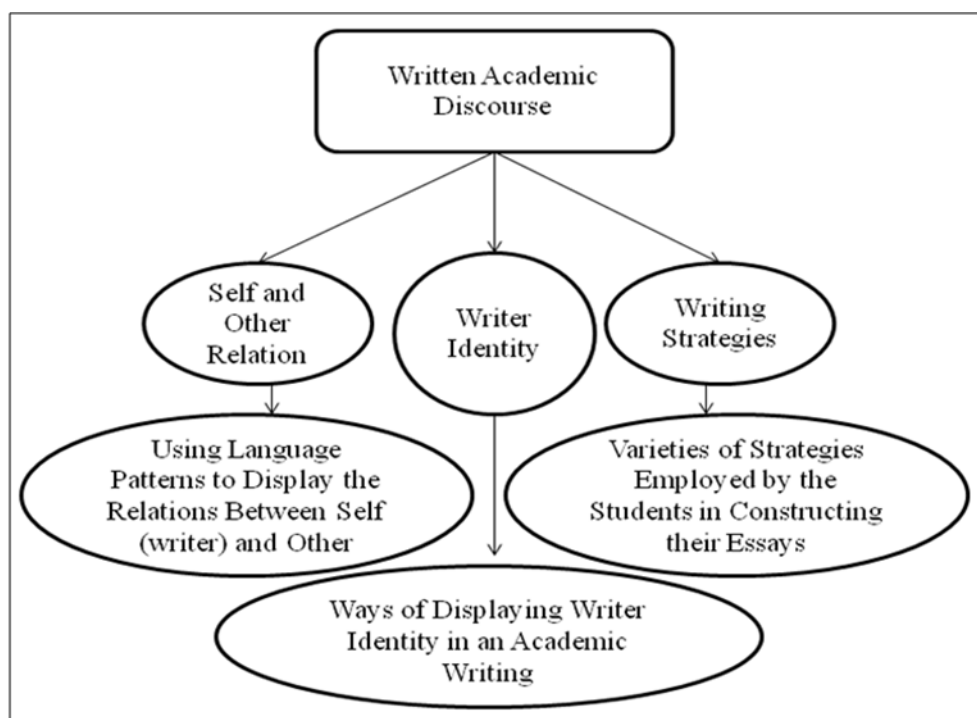 Written Academic
Discourse
Self and
Other
Relation
Writer
Identity
Writing
Strategies
Using Language
Patterns to Display the
Relations Between Self
(writer) and Other
Varieties of Strategies
Employed by the
Students in Constructing
their Essays
Ways of Displaying Writer
Identity in an Academic
Writing